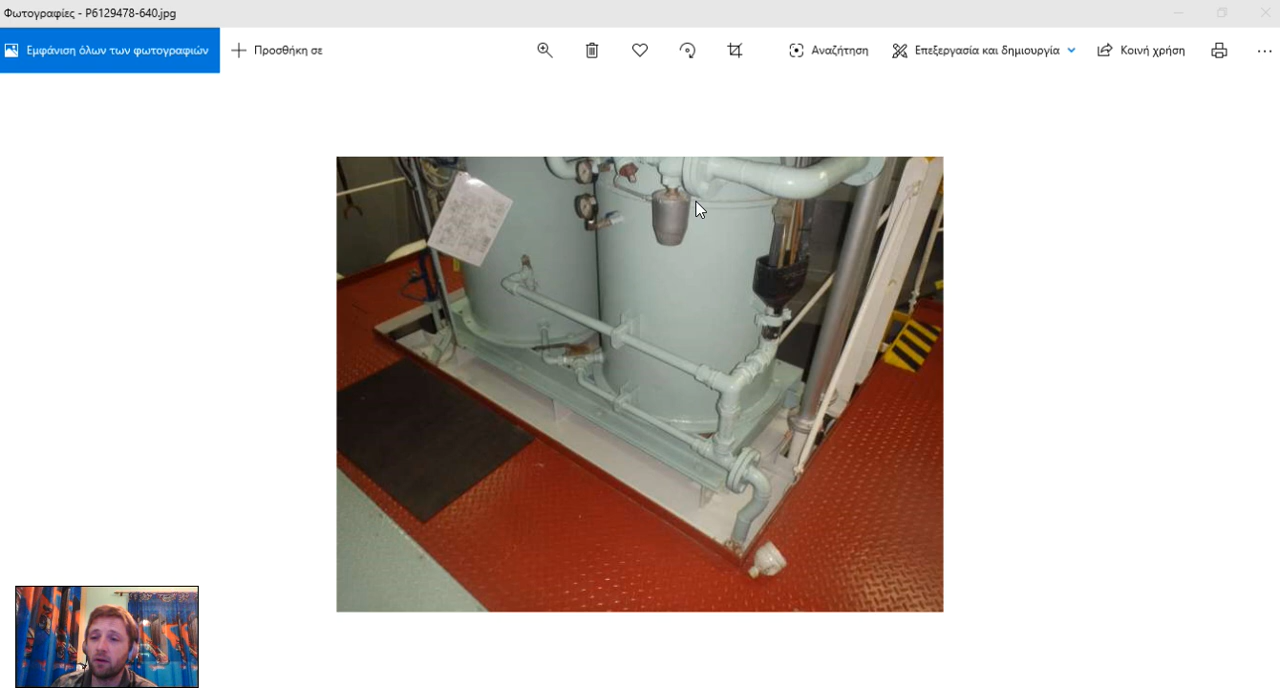 Φωτογραφίες - P6129478-640.jpg
Εμφάνιση όλων των φωτογραφιών
Προσθήκη σε
Αναζήτηση
Επεξεργασία και δημιουργία
Κοινή χρήση